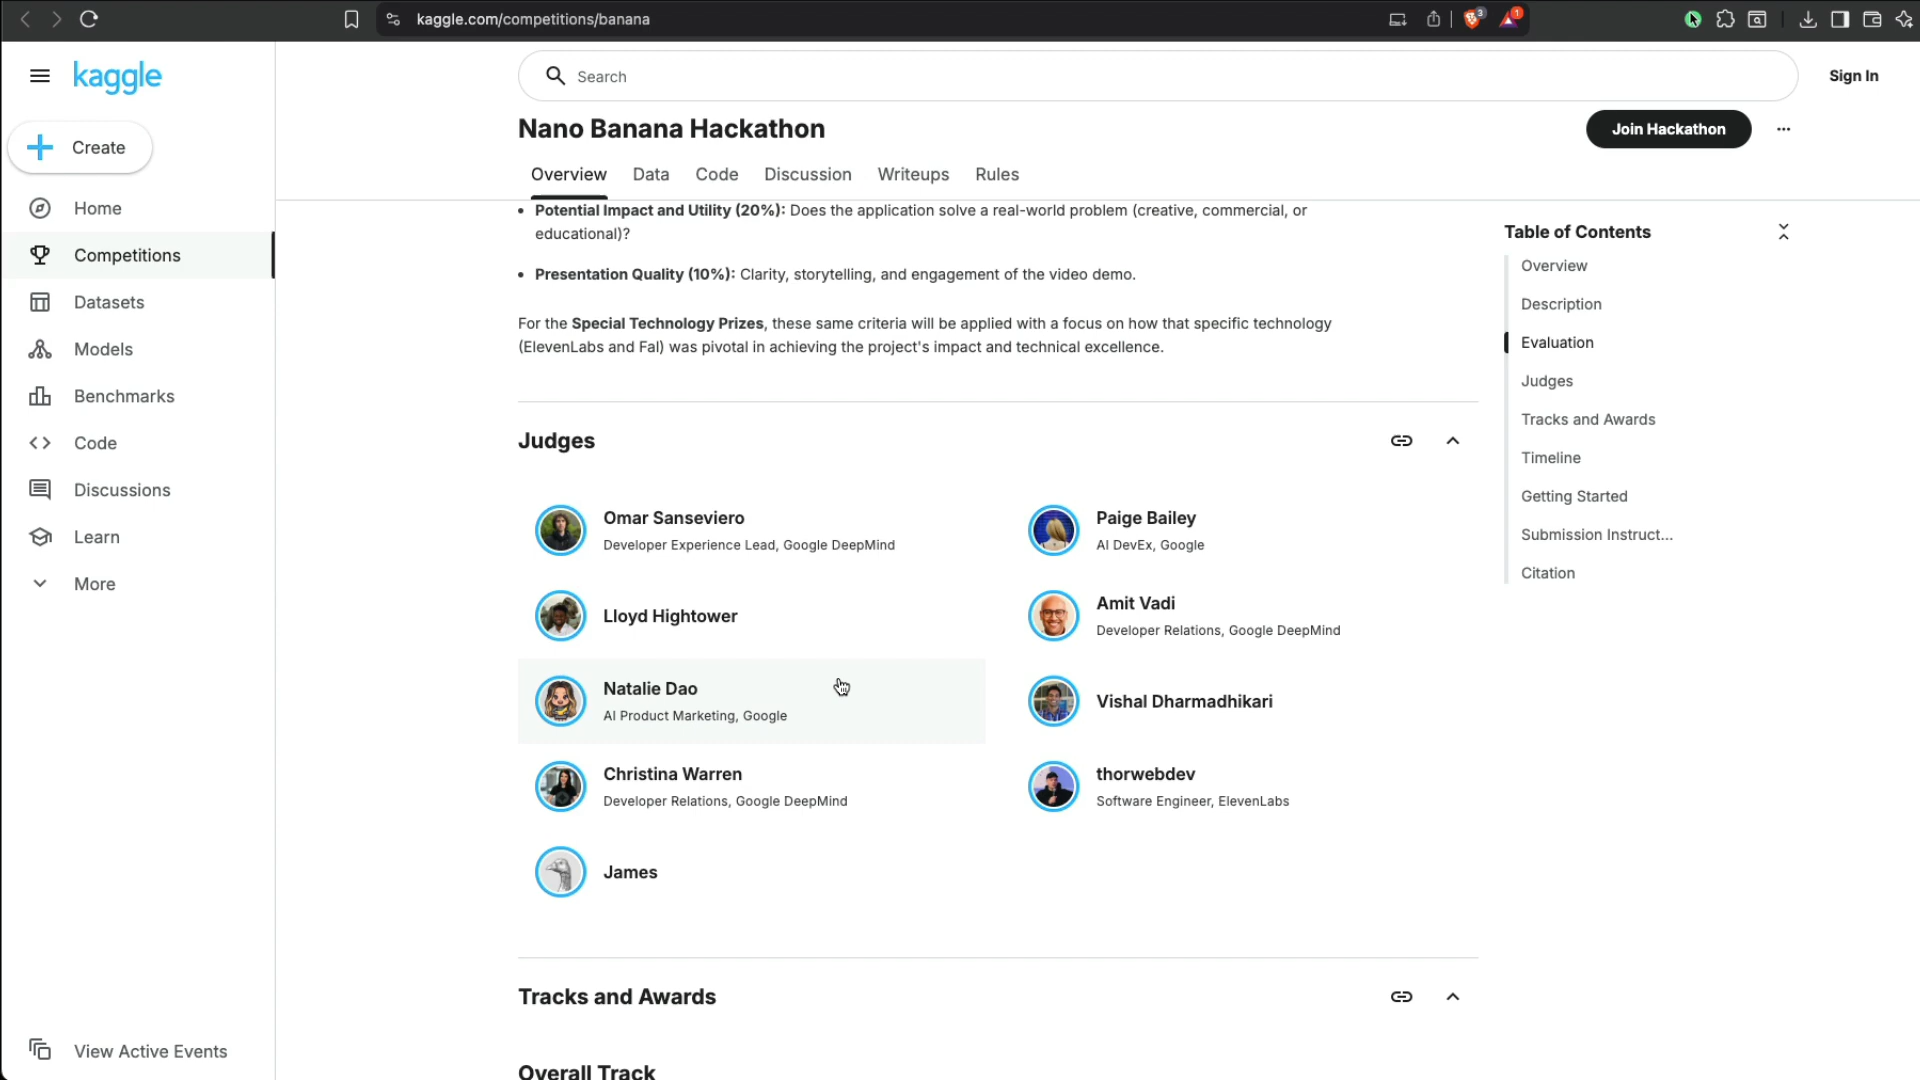 kaggle.com/competitions/banana
3
1
kaggle
Search
Sign In
Create
Nano Banana Hackathon
Join Hackathon
Overview
Data
Code
Discussion
Writeups
Rules
Home
Competitions
Datasets
Models
Benchmarks
Code
Discussions
Learn
More
View Active Events
• Potential Impact and Utility (20%): Does the application solve a real-world problem (creative, commercial, or
educational)?
• Presentation Quality (10%): Clarity, storytelling, and engagement of the video demo.
For the Special Technology Prizes, these same criteria will be applied with a focus on how that specific technology
(ElevenLabs and Fal) was pivotal in achieving the project's impact and technical excellence.
Judges
Omar Sanseviero
Developer Experience Lead, Google DeepMind
Paige Bailey
AI DevEx, Google
Lloyd Hightower
Amit Vadi
Developer Relations, Google DeepMind
Natalie Dao
AI Product Marketing, Google
Vishal Dharmadhikari
Christina Warren
Developer Relations, Google DeepMind
thorwebdev
Software Engineer, ElevenLabs
James
Tracks and Awards
Overall Track
Table of Contents
Overview
Description
Evaluation
Judges
Tracks and Awards
Timeline
Getting Started
Submission Instruct...
Citation